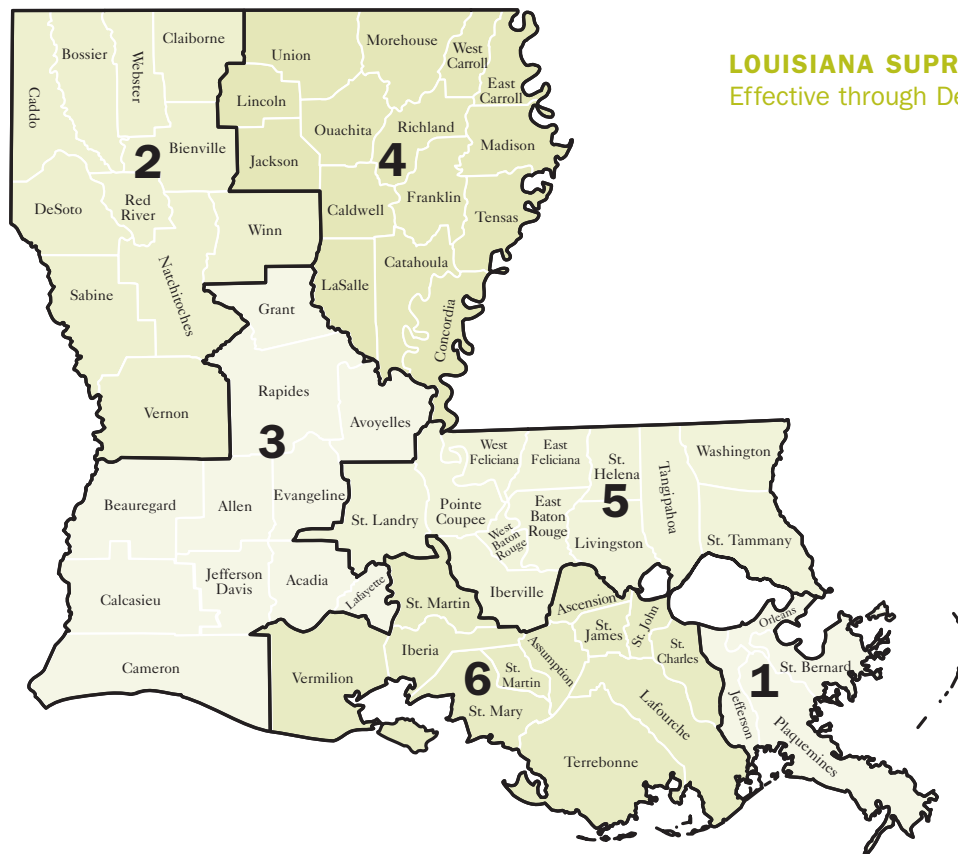 LOUISIANA SUPR
Effective through De
Claiborne
Bossier
Webster
Caddo
Bienville
2
DeSoto
Red
River
Winn
Sabine
Natchitoches
Vernon
Union
Morehouse
West
Carroll
East
Carroll
Lincoln
Ouachita
Richland
Madison
Jackson
4
Franklin
Caldwell
Tensas
Catahoula
LaSalle
Concordia
Grant
Rapides
Avoyelles
3
Beauregard
Allen
Evangeline
Calcasieu
Jefferson
Davis
Acadia
Lafayette
Cameron
West
Feliciana
East
Feliciana
St.
Helena
Tangipahoa
Washington
5
St. Landry
Pointe
Coupee
West
Baton
Rouge
East
Baton
Rouge
Livingston
St. Tammany
Iberville
St. Martin
Ascension
St.
James
St. John
St.
Charles
Iberia
Assumption
Vermilion
6
St.
Martin
St. Mary
Lafourche
Terrebonne
Orleans
St. Bernard
1
Jefferson
Plaquemines